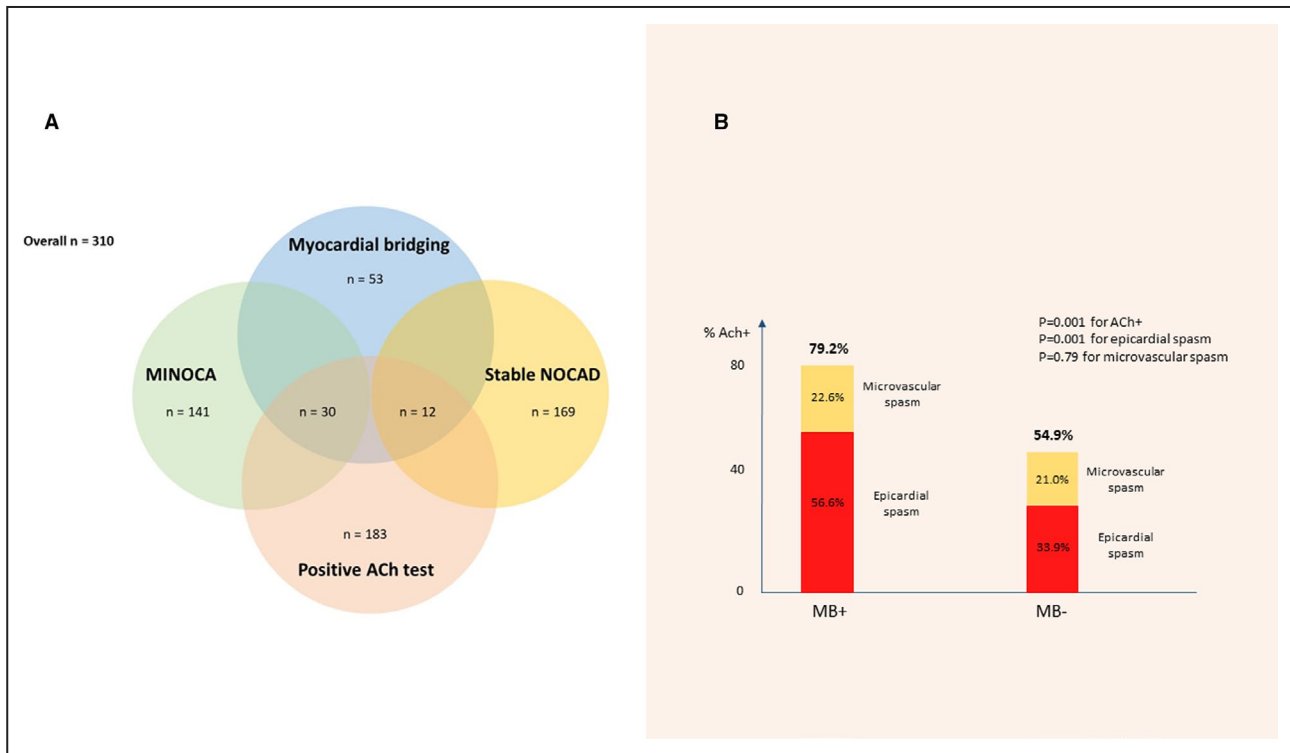 A
Overall n = 310
Myocardial bridging
n = 53
MINOCA
n = 141
n = 30
n = 12
Stable NOCAD
n = 169
n = 183
Positive ACh test
B
P=0.001 for ACh+
P=0.001 for epicardial spasm
P=0.79 for microvascular spasm
% Ach+
80
40
0
79.2%
22.6%
Microvascular
spasm
56.6%
Epicardial
spasm
MB+
54.9%
21.0%
Microvascular
spasm
33.9%
Epicardial
spasm
MB-